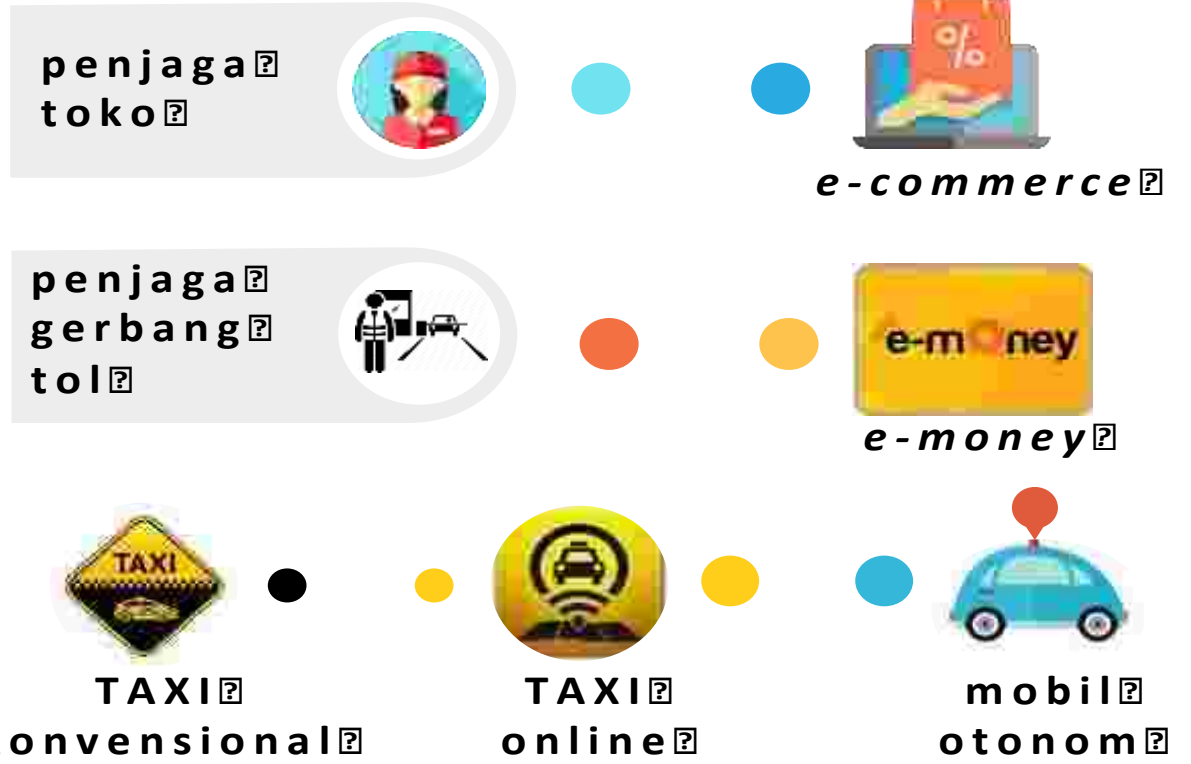 penjaga⍰
toko⍰
%
e-commerce⍰
penjaga⍰
gerbang⍰
tol⍰
e-money
e-money⍰
TAXI
TAXI⍰
onvensional⍰
TAXI⍰
online⍰
mobil⍰
otonom⍰